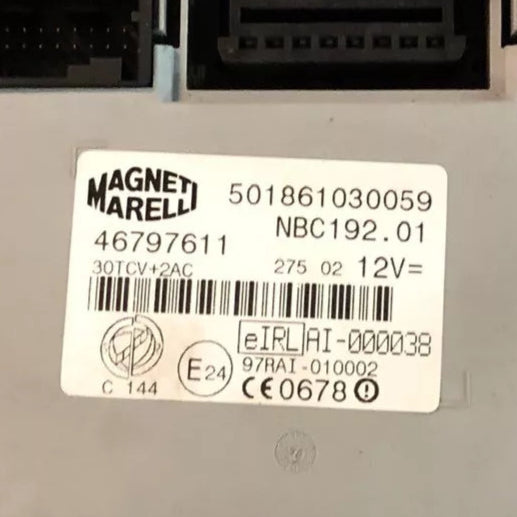 MAGNETI MARELLI
501861030059
NBC192.01
46797611
30TCV+2AC 275 02 12V=
eIRL AI-000038
97RAI-010002
E24
CE0678
C 144